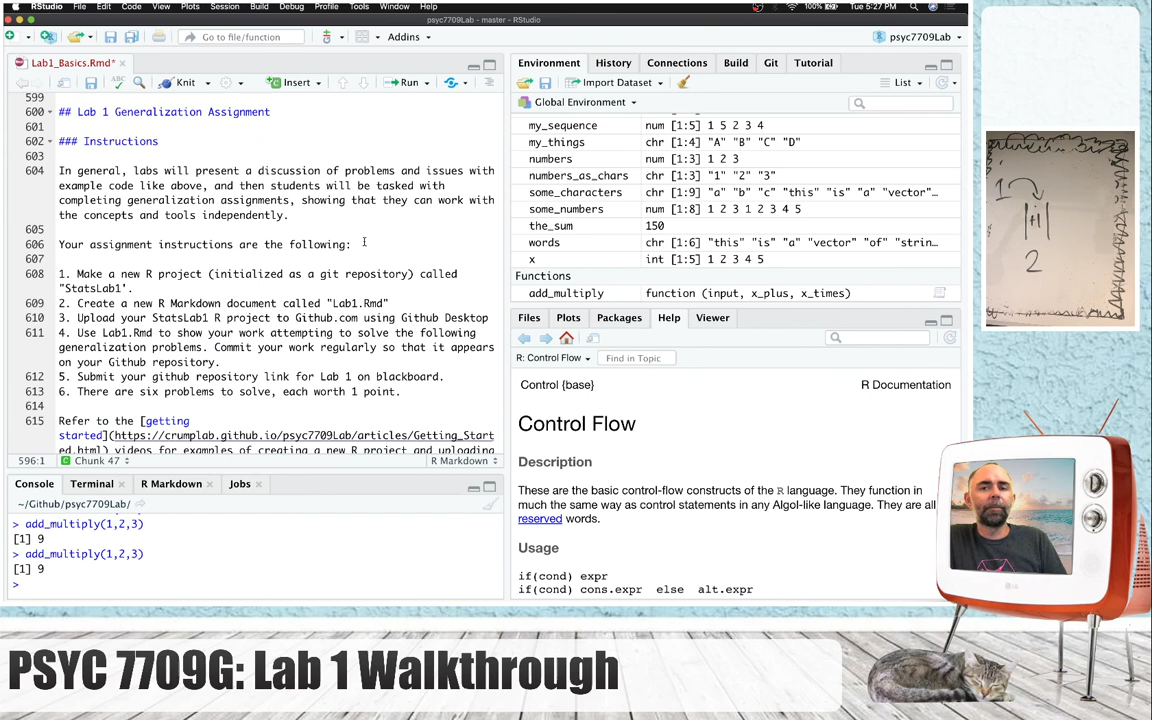 RStudio File Edit Code View Plots Session Build Debug Profile Tools Window Help 100% Tue 5:27 PM
psyc7709Lab - master - RStudio
Go to file/function Addins psyc7709Lab
Lab1_Basics.Rmd*
Knit Insert Run
599
600 ## Lab 1 Generalization Assignment
601
602 ### Instructions
603
604 In general, labs will present a discussion of problems and issues with
example code like above, and then students will be tasked with
completing generalization assignments, showing that they can work with
the concepts and tools independently.
605
606 Your assignment instructions are the following:
607
608 1. Make a new R project (initialized as a git repository) called
"StatsLab1'.
609 2. Create a new R Markdown document called "Lab1.Rmd"
610 3. Upload your StatsLab1 R project to Github.com using Github Desktop
611 4. Use Lab1.Rmd to show your work attempting to solve the following
generalization problems. Commit your work regularly so that it appears
on your Github repository.
612 5. Submit your github repository link for Lab 1 on blackboard.
613 6. There are six problems to solve, each worth 1 point.
614
615 Refer to the [getting
started](https://crumplab.github.io/psyc7709Lab/articles/Getting_Start
ed.html) videos for examples of creating a new R project and uploading
596:1 Chunk 47 R Markdown
Console Terminal R Markdown Jobs
~/Github/psyc7709Lab/
> add_multiply(1,2,3)
[1] 9
> add_multiply(1,2,3)
[1] 9
>
Environment History Connections Build Git Tutorial
Import Dataset List
Global Environment
my_sequence num [1:5] 1 5 2 3 4
my_things chr [1:4] "A" "B" "C" "D"
numbers num [1:3] 1 2 3
numbers_as_chars chr [1:3] "1" "2" "3"
some_characters chr [1:9] "a" "b" "c" "this" "is" "a" "vector"…
some_numbers num [1:8] 1 2 3 1 2 3 4 5
the_sum 150
words chr [1:6] "this" "is" "a" "vector" "of" "strin…
x int [1:5] 1 2 3 4 5
Functions
add_multiply function (input, x_plus, x_times)
Files Plots Packages Help Viewer
R: Control Flow Find in Topic
Control {base} R Documentation
Control Flow
Description
These are the basic control-flow constructs of the R language. They function in
much the same way as control statements in any Algol-like language. They are all
reserved words.
Usage
if(cond) expr
if(cond) cons.expr else alt.expr
1
|+1|
2
LG
PSYC 7709G: Lab 1 Walkthrough